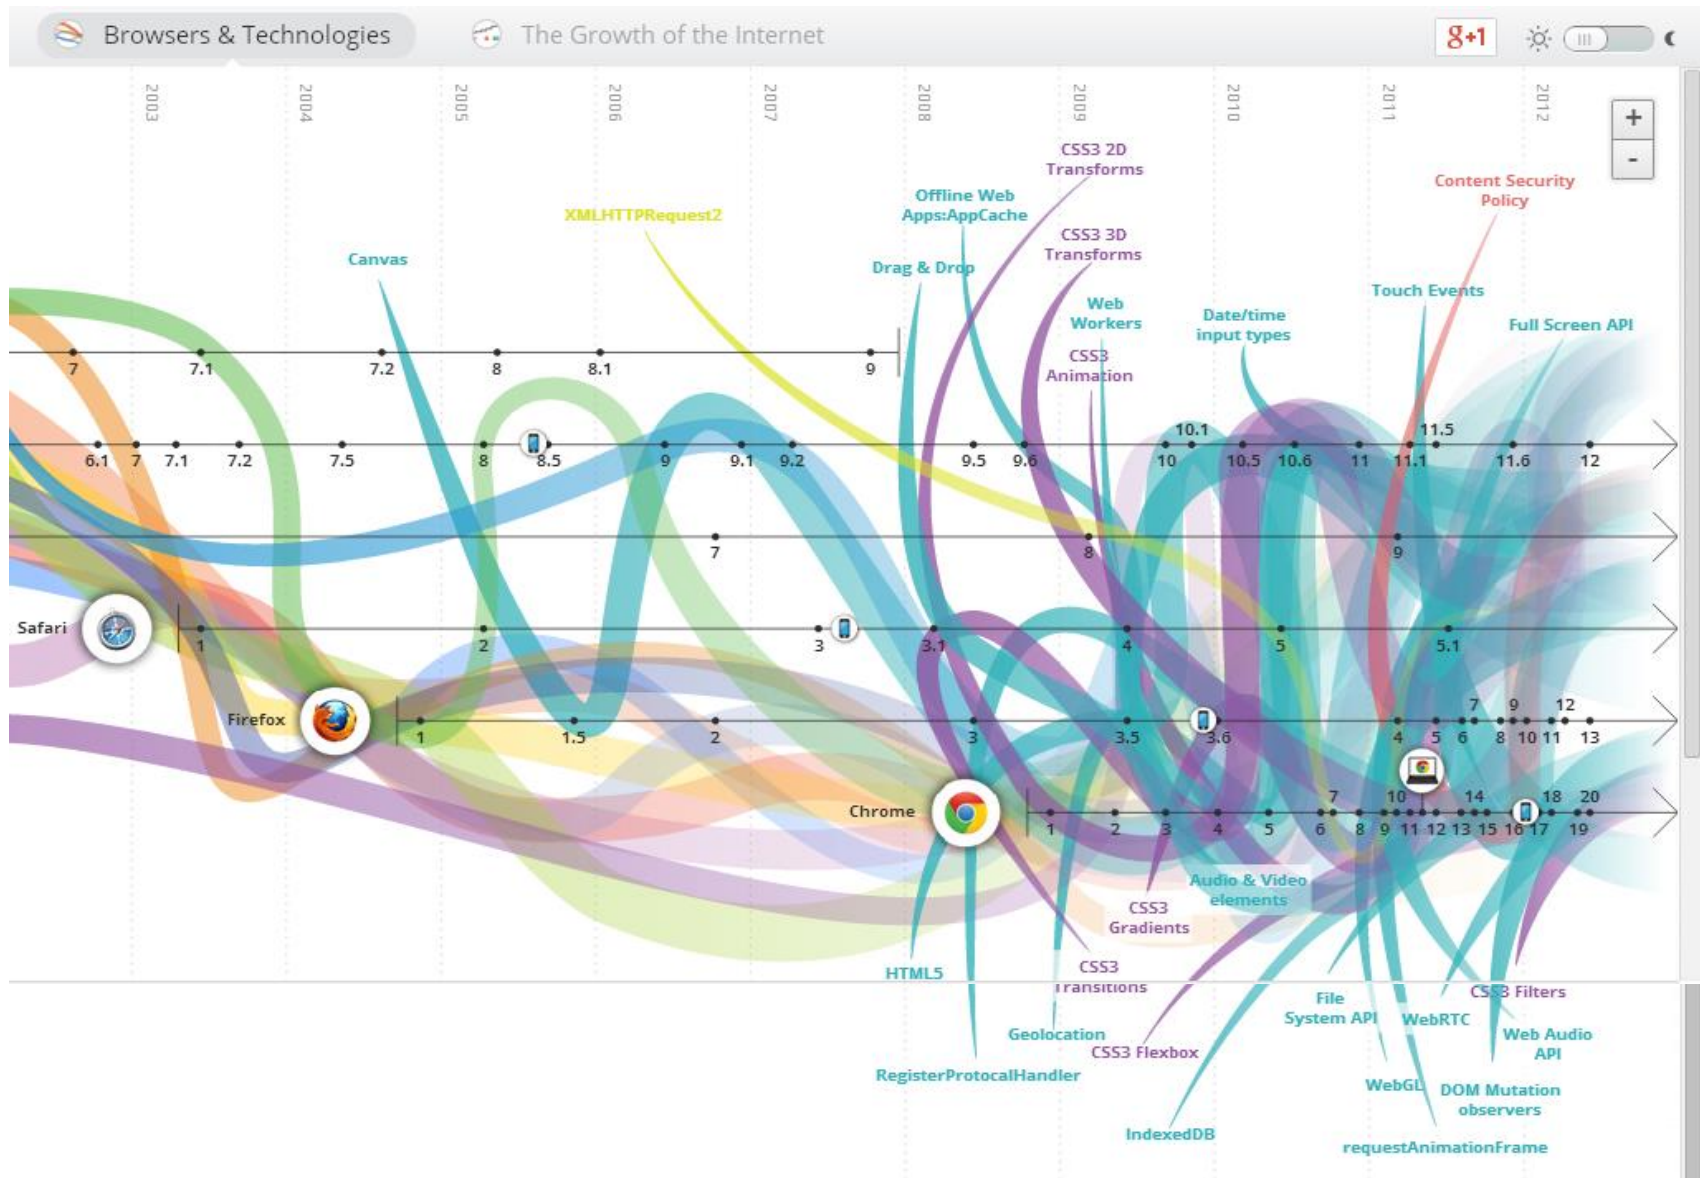 Browsers & Technologies
The Growth of the Internet
g+1
2003
2004
2005
2006
2007
2008
2009
2010
2011
2012
+
-
CSS3 2D
Transforms
Content Security
Policy
Offline Web
Apps:AppCache
XMLHTTPRequest2
CSS3 3D
Transforms
Canvas
Drag & Drop
Touch Events
Web
Workers
Date/time
input types
Full Screen API
CSS3
Animation
7 7.1 7.2 8 8.1 9
10.1 11.5
6.1 7 7.1 7.2 7.5 8 8.5 9 9.1 9.2 9.5 9.6 10 10.5 10.6 11 11.1 11.6 12
7 8 9
Safari
1 2 3 3.1 4 5 5.1
Firefox
7 9 12
1 1.5 2 3 3.5 3.6 4 5 6 8 10 11 13
Chrome
7 10 14 18 20
1 2 3 4 5 6 8 9 11 12 13 15 16 17 19
Audio & Video
elements
CSS3
Gradients
HTML5
CSS3
Transitions
CSS3 Filters
File
System API
WebRTC
Geolocation
Web Audio
API
CSS3 Flexbox
RegisterProtocalHandler
WebGL
DOM Mutation
observers
IndexedDB
requestAnimationFrame